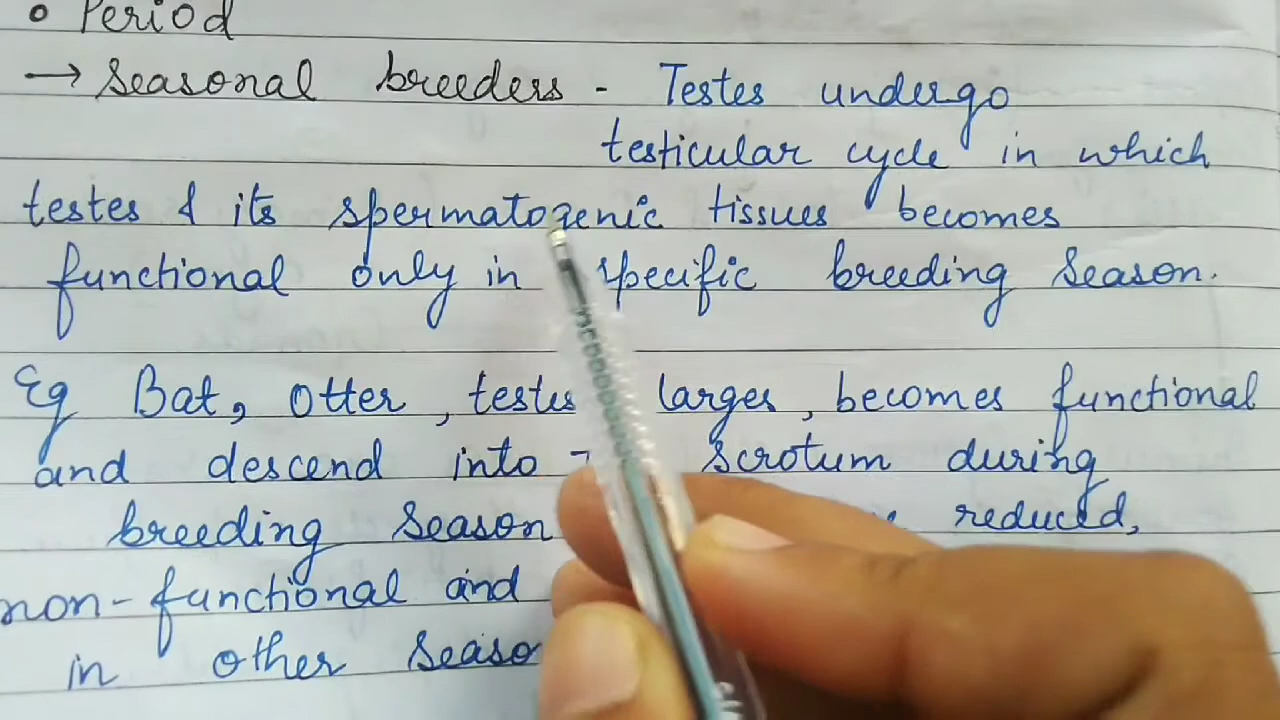 • Period
→ Seasonal breeders - Testes undergo
testicular cycle in which
testes & its spermatogenic tissues becomes
functional only in specific breeding season.
Eg Bat, Otter, testes larges, becomes functional
and descend into scrotum during
breeding season reduced,
non-functional and
in other